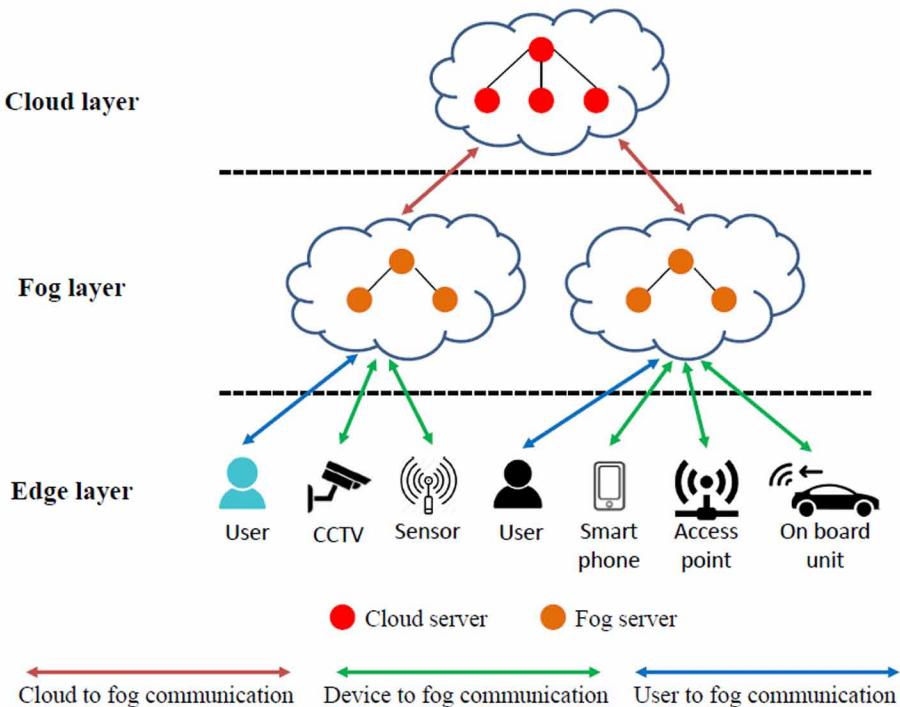 Cloud layer
Fog layer
Edge layer
User
CCTV
Sensor
User
Smart
phone
Access
point
On board
unit
Cloud server
Fog server
Cloud to fog communication
Device to fog communication
User to fog communication